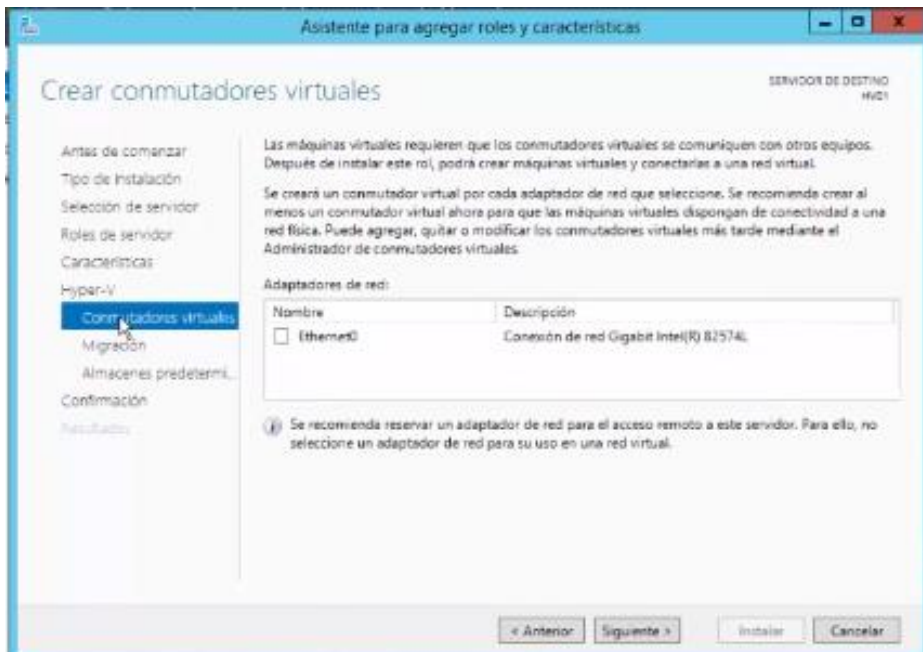 Asistente para agregar roles y características
Crear conmutadores virtuales
SERVIDOR DE DESTINO
HV01
Antes de comenzar
Tipo de instalación
Selección de servidor
Roles de servidor
Características
Hyper-V
Conmutadores virtuales
Migración
Almacenes predetermi...
Confirmación
Resultados
Las máquinas virtuales requieren que los conmutadores virtuales se comuniquen con otros equipos.
Después de instalar este rol, podrá crear máquinas virtuales y conectarlas a una red virtual.
Se creará un conmutador virtual por cada adaptador de red que seleccione. Se recomienda crear al
menos un conmutador virtual ahora para que las máquinas virtuales dispongan de conectividad a una
red física. Puede agregar, quitar o modificar los conmutadores virtuales más tarde mediante el
Administrador de conmutadores virtuales.
Adaptadores de red:
Nombre Descripción
Ethernet0 Conexión de red Gigabit Intel(R) 82574L
Se recomienda reservar un adaptador de red para el acceso remoto a este servidor. Para ello, no
seleccione un adaptador de red para su uso en una red virtual.
< Anterior Siguiente > Instalar Cancelar